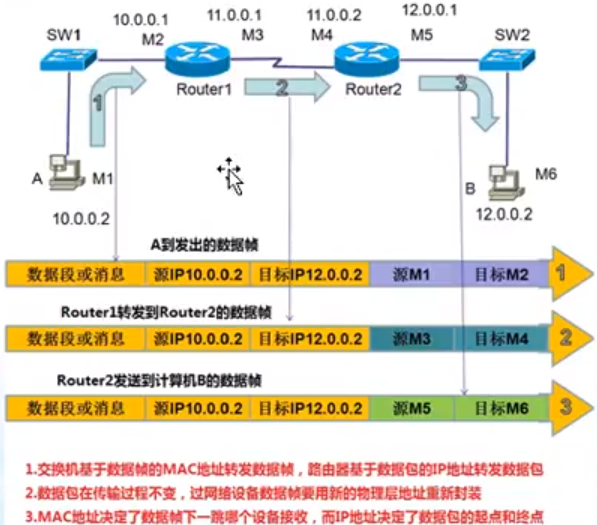 10.0.0.1 11.0.0.1 11.0.0.2 12.0.0.1
SW1 M2 M3 M4 M5 SW2
Router1 Router2
1 2 3
A M1 B M6
10.0.0.2 12.0.0.2
A到发出的数据帧
数据段或消息 源IP10.0.0.2 目标IP12.0.0.2 源M1 目标M2 1
Router1转发到Router2的数据帧
数据段或消息 源IP10.0.0.2 目标IP12.0.0.2 源M3 目标M4 2
Router2发送到计算机B的数据帧
数据段或消息 源IP10.0.0.2 目标IP12.0.0.2 源M5 目标M6 3
1.交换机基于数据帧的MAC地址转发数据帧，路由器基于数据包的IP地址转发数据包
2.数据包在传输过程不变，过网络设备数据帧要用新的物理层地址重新封装
3.MAC地址决定了数据帧下一跳哪个设备接收，而IP地址决定了数据包的起点和终点